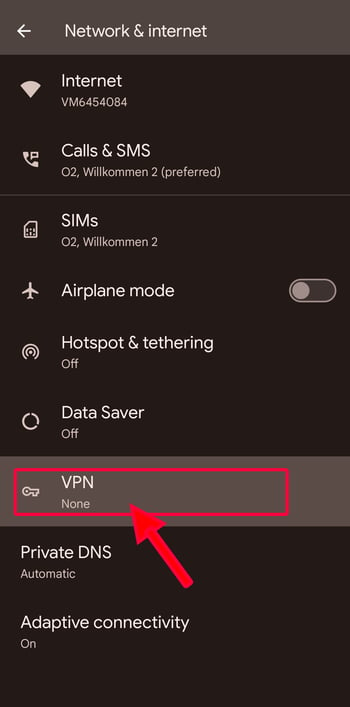 Network & internet
Internet
VM6454084
Calls & SMS
O2, Willkommen 2 (preferred)
SIMs
O2, Willkommen 2
Airplane mode
Hotspot & tethering
Off
Data Saver
Off
VPN
None
Private DNS
Automatic
Adaptive connectivity
On